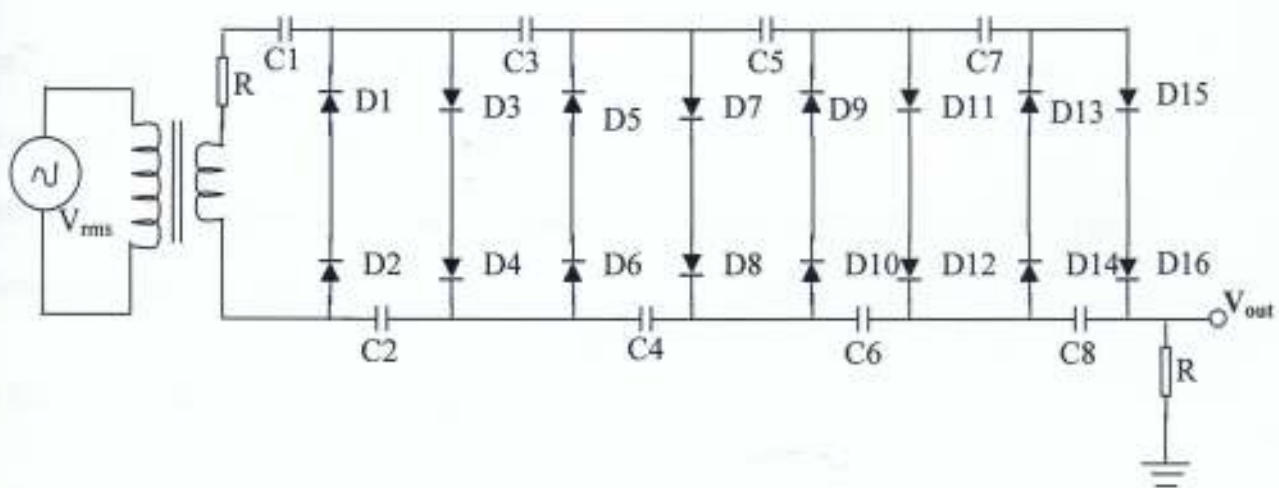 C1 C3 C5 C7
R
D1 D3 D5 D7 D9 D11 D13 D15
V_rms
D2 D4 D6 D8 D10 D12 D14 D16
V_out
C2 C4 C6 C8
R